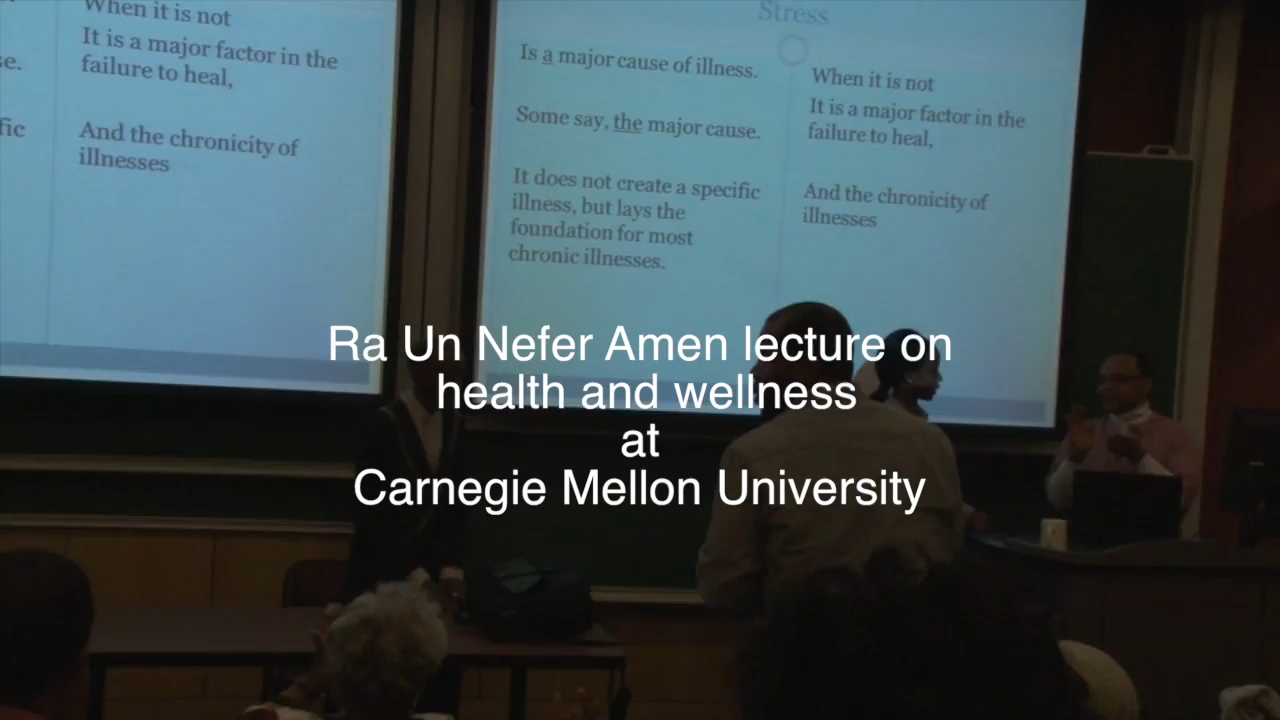 When it is not
It is a major factor in the
failure to heal,
se.
fic
And the chronicity of
illnesses
Stress
Is a major cause of illness.
Some say, the major cause.
It does not create a specific
illness, but lays the
foundation for most
chronic illnesses.
When it is not
It is a major factor in the
failure to heal,
And the chronicity of
illnesses
Ra Un Nefer Amen lecture on
health and wellness
at
Carnegie Mellon University